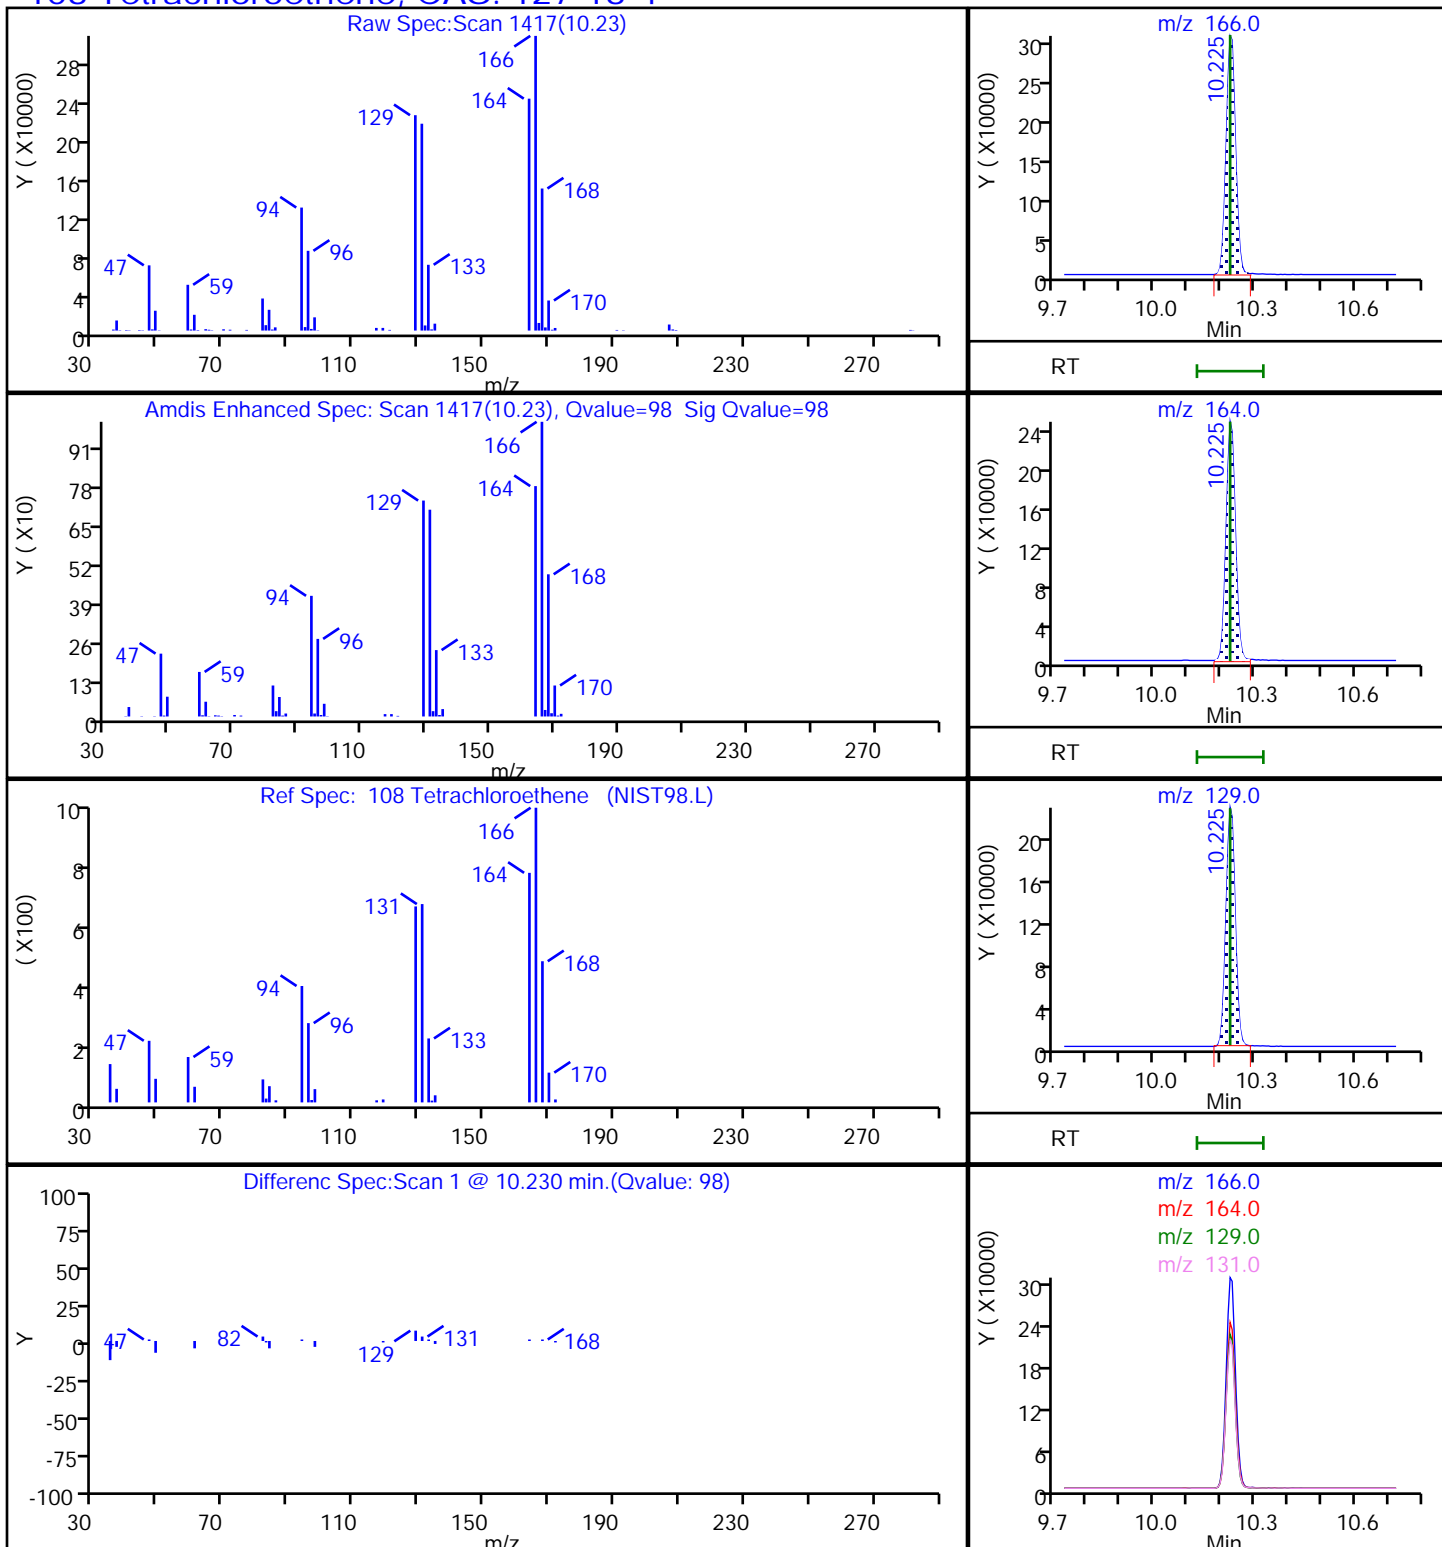 108 Tetrachloroethene, CAS: 127-18-4
Raw Spec:Scan 1417(10.23)
Y ( X10000)
28
24
20
16
12
8
4
0
166
164
129
168
94
96
47
59
133
170
30 70 110 150 190 230 270
m/z
m/z 166.0
Y ( X10000)
30
25
20
15
10
5
0
10.225
9.7 10.0 10.3 10.6
Min
RT
Amdis Enhanced Spec: Scan 1417(10.23), Qvalue=98 Sig Qvalue=98
Y ( X10)
91
78
65
52
39
26
13
0
166
164
129
168
94
96
47
59
133
170
30 70 110 150 190 230 270
m/z
m/z 164.0
Y ( X10000)
24
20
16
12
8
4
0
10.225
9.7 10.0 10.3 10.6
Min
RT
Ref Spec: 108 Tetrachloroethene (NIST98.L)
( X100)
10
8
6
4
2
0
166
164
131
168
94
96
47
59
133
170
30 70 110 150 190 230 270
m/z
m/z 129.0
Y ( X10000)
20
16
12
8
4
0
10.225
9.7 10.0 10.3 10.6
Min
RT
Differenc Spec:Scan 1 @ 10.230 min.(Qvalue: 98)
Y
100
75
50
25
0
-25
-50
-75
-100
47
82
129
131
168
30 70 110 150 190 230 270
m/z
m/z 166.0
m/z 164.0
m/z 129.0
m/z 131.0
Y ( X10000)
30
24
18
12
6
0
9.7 10.0 10.3 10.6
Min